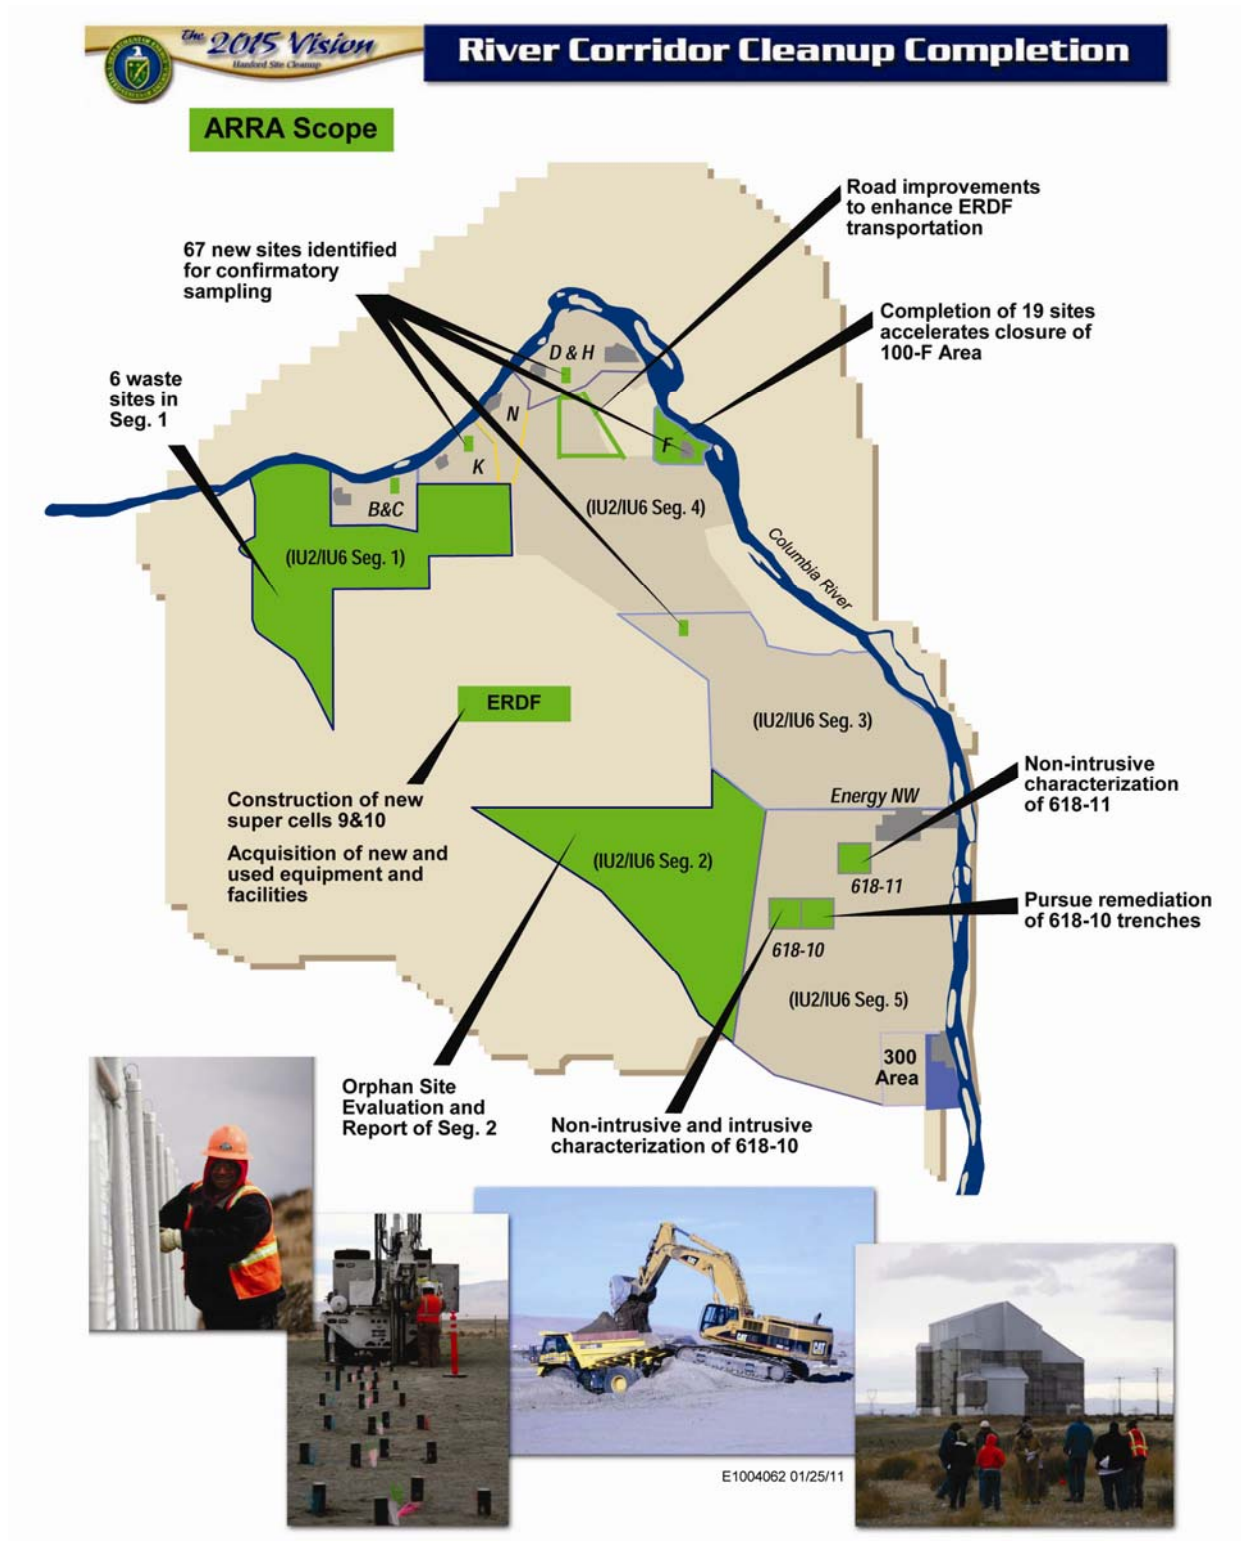 The 2015 Vision
Hanford Site Cleanup
River Corridor Cleanup Completion
ARRA Scope
Road improvements
to enhance ERDF
transportation
67 new sites identified
for confirmatory
sampling
Completion of 19 sites
accelerates closure of
100-F Area
6 waste
sites in
Seg. 1
D & H
N
F
K
B&C
(IU2/IU6 Seg. 4)
(IU2/IU6 Seg. 1)
Columbia River
ERDF
(IU2/IU6 Seg. 3)
Construction of new
super cells 9&10
Acquisition of new and
used equipment and
facilities
Energy NW
Non-intrusive
characterization
of 618-11
(IU2/IU6 Seg. 2)
618-11
Pursue remediation
of 618-10 trenches
618-10
(IU2/IU6 Seg. 5)
300
Area
Orphan Site
Evaluation and
Report of Seg. 2
Non-intrusive and intrusive
characterization of 618-10
CAT
CAT
CAT
E1004062 01/25/11